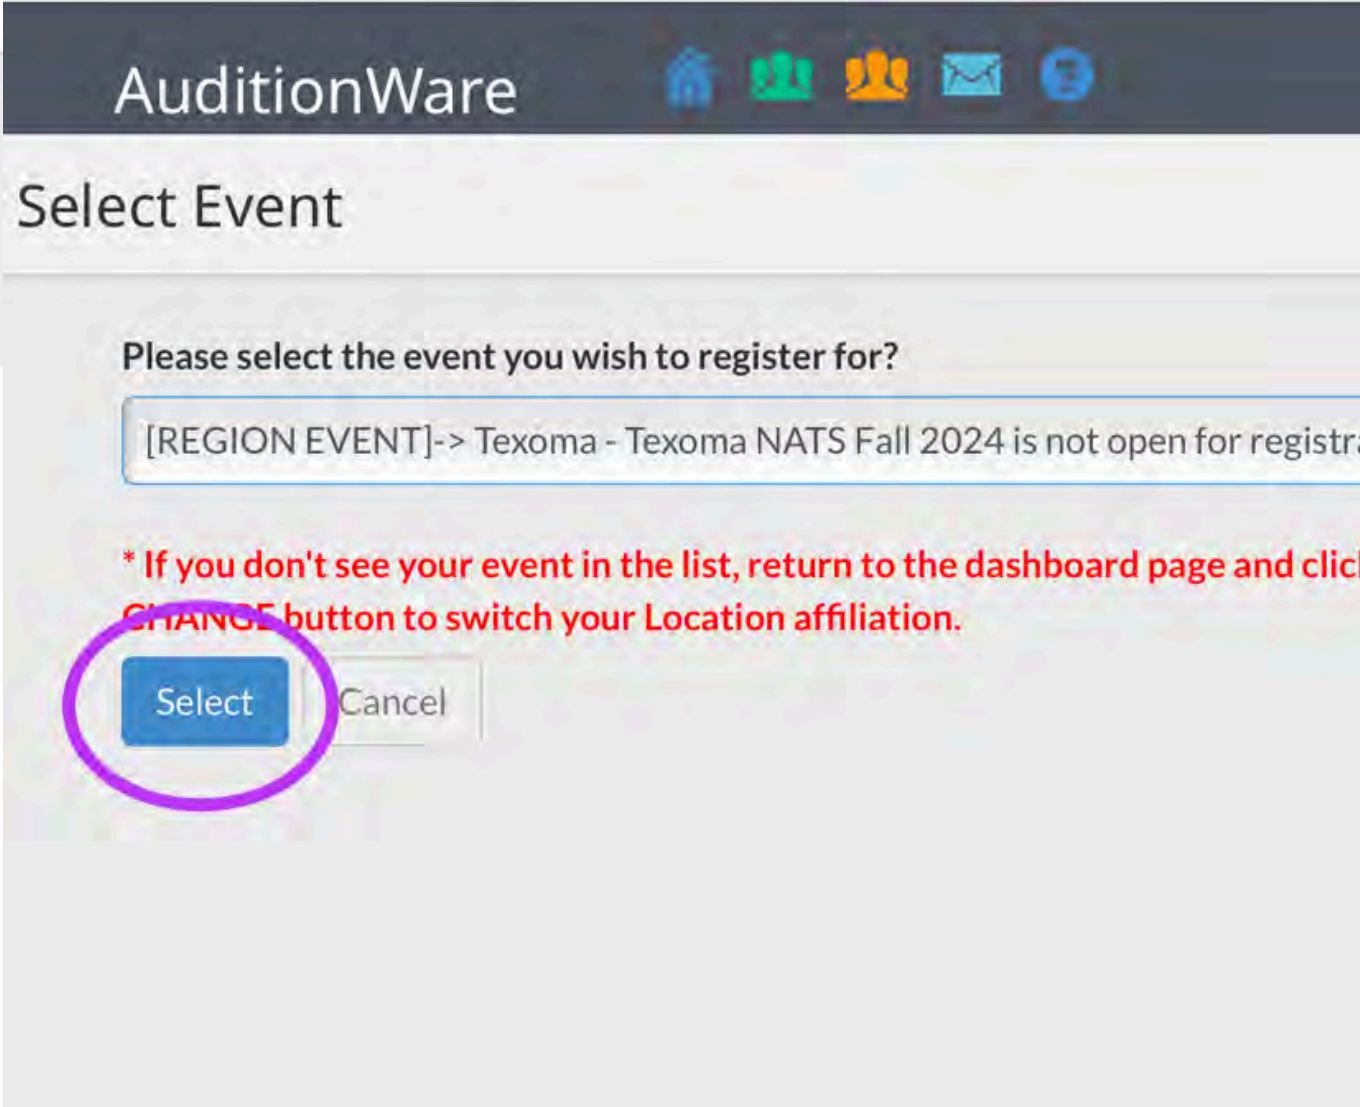 AuditionWare
Select Event
Please select the event you wish to register for?
[REGION EVENT]-> Texoma - Texoma NATS Fall 2024 is not open for
* If you don't see your event in the list, return to the dashboard page and
CHANGE button to switch your Location affiliation.
Select Cancel